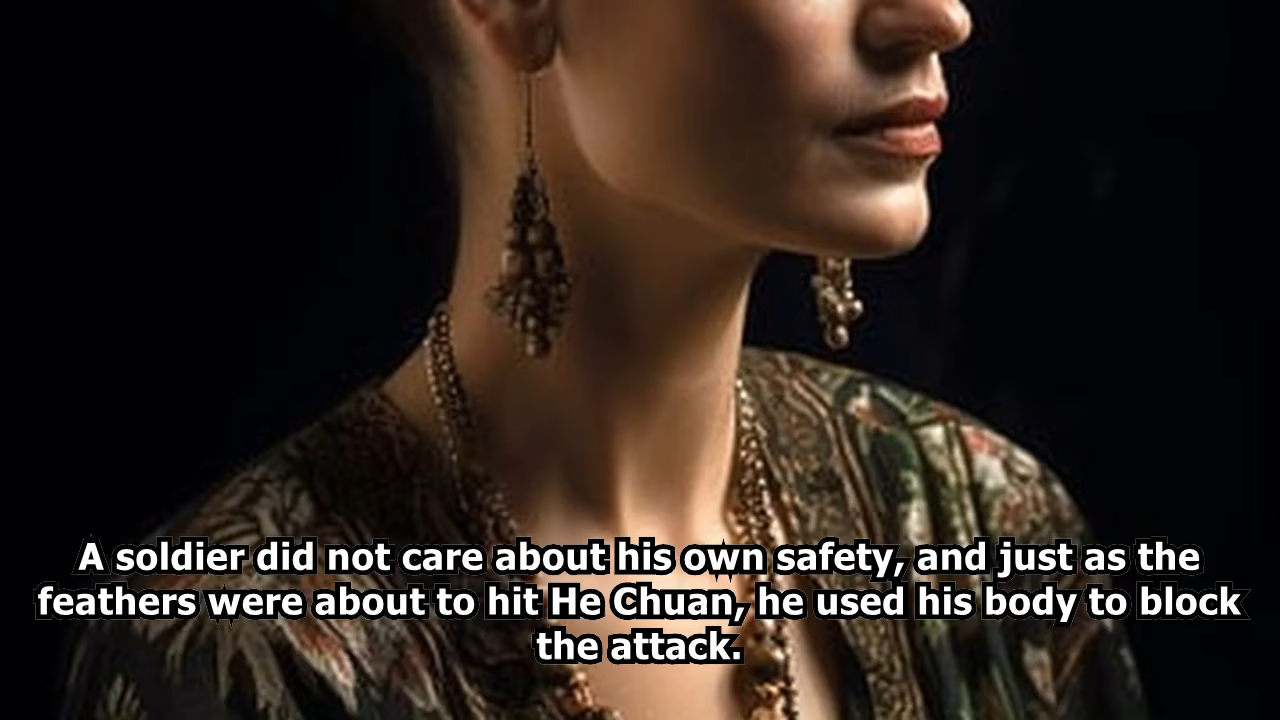 A soldier did not care about his own safety, and just as the
feathers were about to hit He Chuan, he used his body to block
the attack.